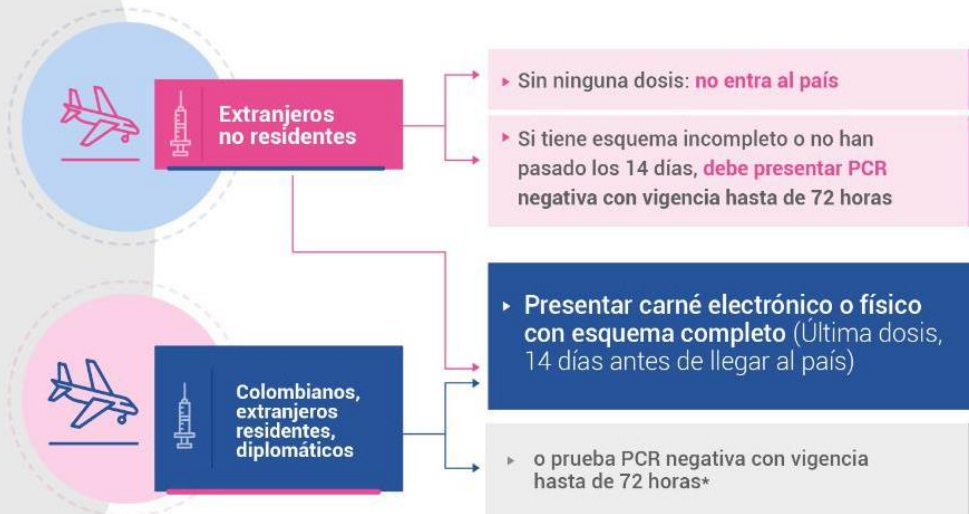 Extranjeros
no residentes
▸ Sin ninguna dosis: no entra al país
▸ Si tiene esquema incompleto o no han
pasado los 14 días, debe presentar PCR
negativa con vigencia hasta de 72 horas
Colombianos,
extranjeros
residentes,
diplomáticos
▸ Presentar carné electrónico o físico
con esquema completo (Última dosis,
14 días antes de llegar al país)
▸ o prueba PCR negativa con vigencia
hasta de 72 horas*